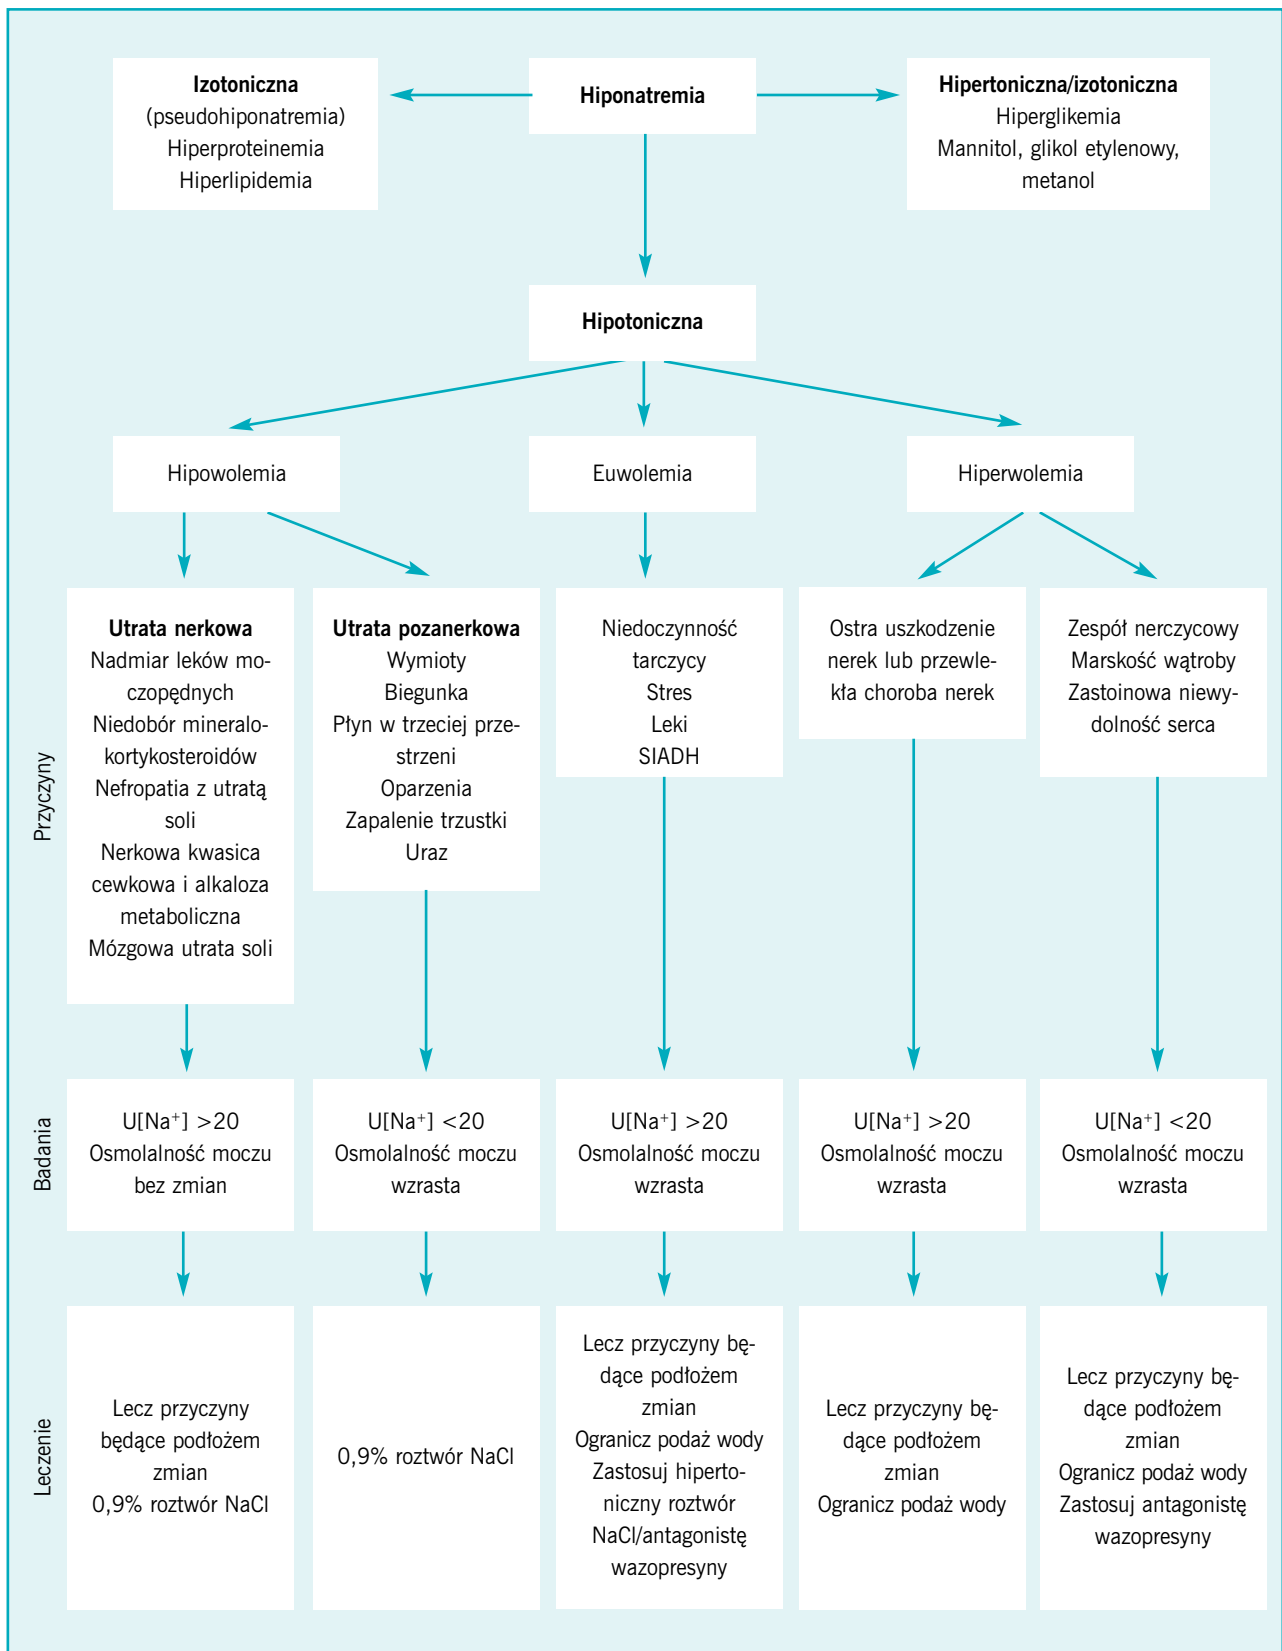 Izotoniczna
(pseudohiponatremia)
Hiperproteinemia
Hiperlipidemia
Hiponatremia
Hipertoniczna/izotoniczna
Hiperglikemia
Mannitol, glikol etylenowy,
metanol
Hipotoniczna
Hipowolemia
Euwolemia
Hiperwolemia
Przyczyny
Utrata nerkowa
Nadmiar leków mo-
czopędnych
Niedobór mineralo-
kortykosteroidów
Nefropatia z utratą
soli
Nerkowa kwasica
cewkowa i alkaloza
metaboliczna
Mózgowa utrata soli
Utrata pozanerkowa
Wymioty
Biegunka
Płyn w trzeciej prze-
strzeni
Oparzenia
Zapalenie trzustki
Uraz
Niedoczynność
tarczycy
Stres
Leki
SIADH
Ostra uszkodzenie
nerek lub przewle-
kła choroba nerek
Zespół nerczycowy
Marskość wątroby
Zastoinowa niewy-
dolność serca
Badania
U[Na⁺] >20
Osmolalność moczu
bez zmian
U[Na⁺] <20
Osmolalność moczu
wzrasta
U[Na⁺] >20
Osmolalność moczu
wzrasta
U[Na⁺] >20
Osmolalność moczu
wzrasta
U[Na⁺] <20
Osmolalność moczu
wzrasta
Leczenie
Lecz przyczyny
będące podłożem
zmian
0,9% roztwór NaCl
0,9% roztwór NaCl
Lecz przyczyny bę-
dące podłożem
zmian
Ogranicz podaż wody
Zastosuj hiperto-
niczny roztwór
NaCl/antagonistę
wazopresyny
Lecz przyczyny bę-
dące podłożem
zmian
Ogranicz podaż wody
Lecz przyczyny bę-
dące podłożem
zmian
Ogranicz podaż wody
Zastosuj antagonistę
wazopresyny